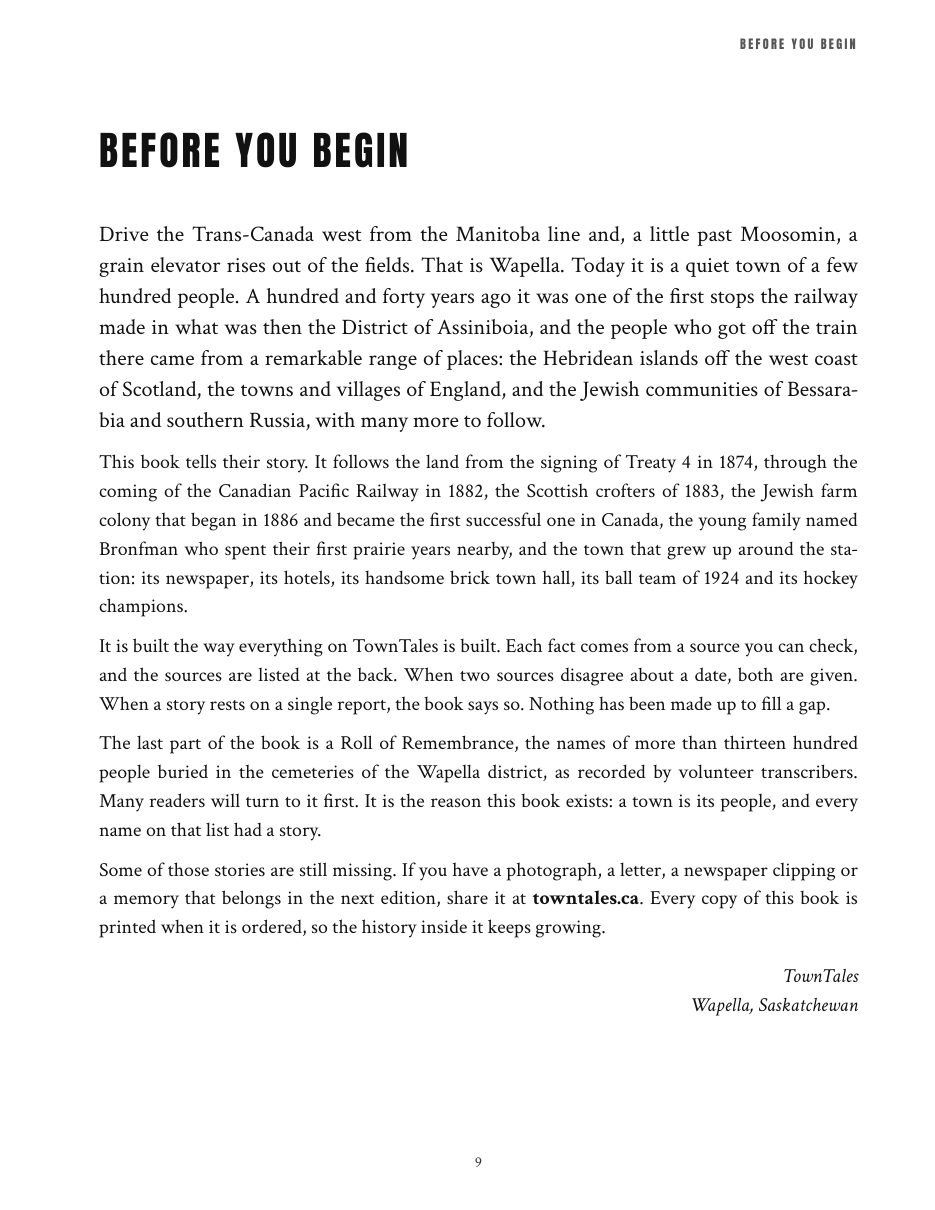 BEFORE YOU BEGIN
BEFORE YOU BEGIN
Drive the Trans-Canada west from the Manitoba line and, a little past Moosomin, a
grain elevator rises out of the fields. That is Wapella. Today it is a quiet town of a few
hundred people. A hundred and forty years ago it was one of the first stops the railway
made in what was then the District of Assiniboia, and the people who got off the train
there came from a remarkable range of places: the Hebridean islands off the west coast
of Scotland, the towns and villages of England, and the Jewish communities of Bessara-
bia and southern Russia, with many more to follow.
This book tells their story. It follows the land from the signing of Treaty 4 in 1874, through the
coming of the Canadian Pacific Railway in 1882, the Scottish crofters of 1883, the Jewish farm
colony that began in 1886 and became the first successful one in Canada, the young family named
Bronfman who spent their first prairie years nearby, and the town that grew up around the sta-
tion: its newspaper, its hotels, its handsome brick town hall, its ball team of 1924 and its hockey
champions.
It is built the way everything on TownTales is built. Each fact comes from a source you can check,
and the sources are listed at the back. When two sources disagree about a date, both are given.
When a story rests on a single report, the book says so. Nothing has been made up to fill a gap.
The last part of the book is a Roll of Remembrance, the names of more than thirteen hundred
people buried in the cemeteries of the Wapella district, as recorded by volunteer transcribers.
Many readers will turn to it first. It is the reason this book exists: a town is its people, and every
name on that list had a story.
Some of those stories are still missing. If you have a photograph, a letter, a newspaper clipping or
a memory that belongs in the next edition, share it at towntales.ca. Every copy of this book is
printed when it is ordered, so the history inside it keeps growing.
TownTales
Wapella, Saskatchewan
9